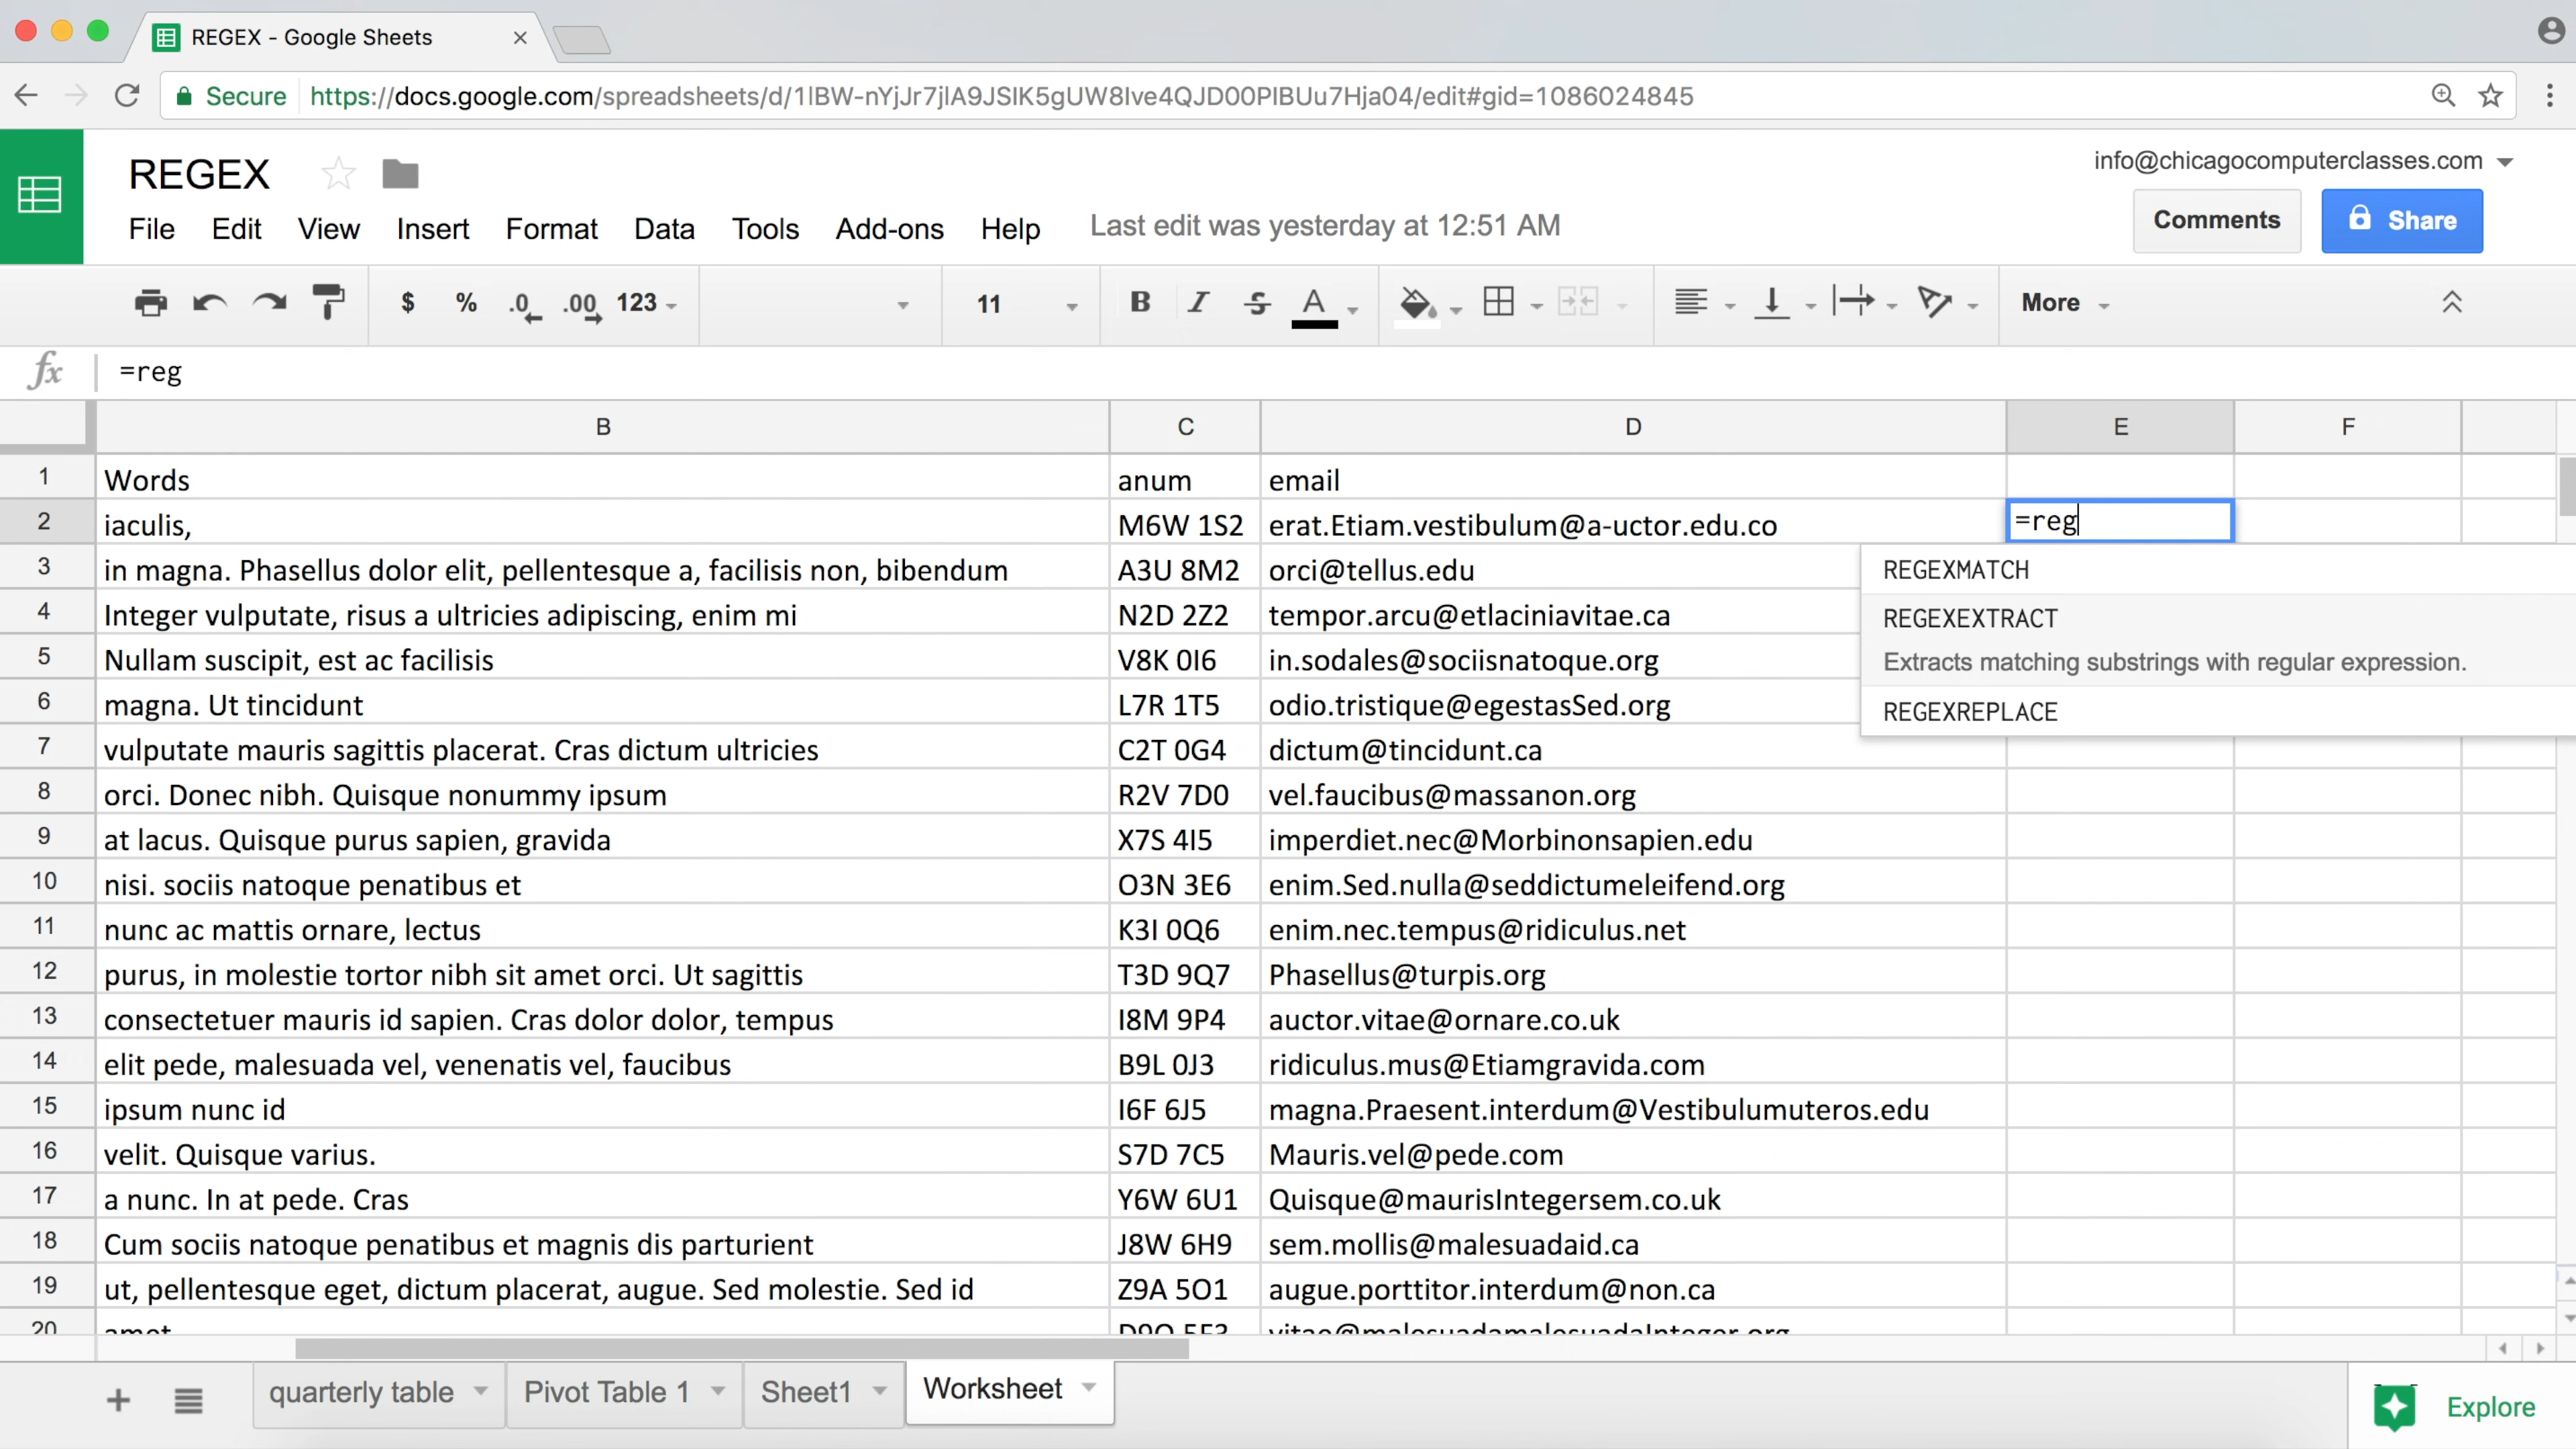 REGEX - Google Sheets
Secure https://docs.google.com/spreadsheets/d/1lBW-nYjJr7jlA9JSIK5gUW8Ive4QJD00PIBUu7Hja04/edit#gid=1086024845
REGEX
info@chicagocomputerclasses.com
File Edit View Insert Format Data Tools Add-ons Help Last edit was yesterday at 12:51 AM
Comments Share
$ % .0 .00 123 11 B I S A More
fx =reg
B C D E F
1 Words anum email
2 iaculis, M6W 1S2 erat.Etiam.vestibulum@a-uctor.edu.co =reg
3 in magna. Phasellus dolor elit, pellentesque a, facilisis non, bibendum A3U 8M2 orci@tellus.edu REGEXMATCH
4 Integer vulputate, risus a ultricies adipiscing, enim mi N2D 2Z2 tempor.arcu@etlaciniavitae.ca REGEXEXTRACT
5 Nullam suscipit, est ac facilisis V8K 0I6 in.sodales@sociisnatoque.org Extracts matching substrings with regular expression.
6 magna. Ut tincidunt L7R 1T5 odio.tristique@egestasSed.org REGEXREPLACE
7 vulputate mauris sagittis placerat. Cras dictum ultricies C2T 0G4 dictum@tincidunt.ca
8 orci. Donec nibh. Quisque nonummy ipsum R2V 7D0 vel.faucibus@massanon.org
9 at lacus. Quisque purus sapien, gravida X7S 4I5 imperdiet.nec@Morbinonsapien.edu
10 nisi. sociis natoque penatibus et O3N 3E6 enim.Sed.nulla@seddictumeleifend.org
11 nunc ac mattis ornare, lectus K3I 0Q6 enim.nec.tempus@ridiculus.net
12 purus, in molestie tortor nibh sit amet orci. Ut sagittis T3D 9Q7 Phasellus@turpis.org
13 consectetuer mauris id sapien. Cras dolor dolor, tempus I8M 9P4 auctor.vitae@ornare.co.uk
14 elit pede, malesuada vel, venenatis vel, faucibus B9L 0J3 ridiculus.mus@Etiamgravida.com
15 ipsum nunc id I6F 6J5 magna.Praesent.interdum@Vestibulumuteros.edu
16 velit. Quisque varius. S7D 7C5 Mauris.vel@pede.com
17 a nunc. In at pede. Cras Y6W 6U1 Quisque@maurisIntegersem.co.uk
18 Cum sociis natoque penatibus et magnis dis parturient J8W 6H9 sem.mollis@malesuadaid.ca
19 ut, pellentesque eget, dictum placerat, augue. Sed molestie. Sed id Z9A 5O1 augue.porttitor.interdum@non.ca
20 amet vitae@malesuadamalesuadaInteger.org
quarterly table Pivot Table 1 Sheet1 Worksheet Explore